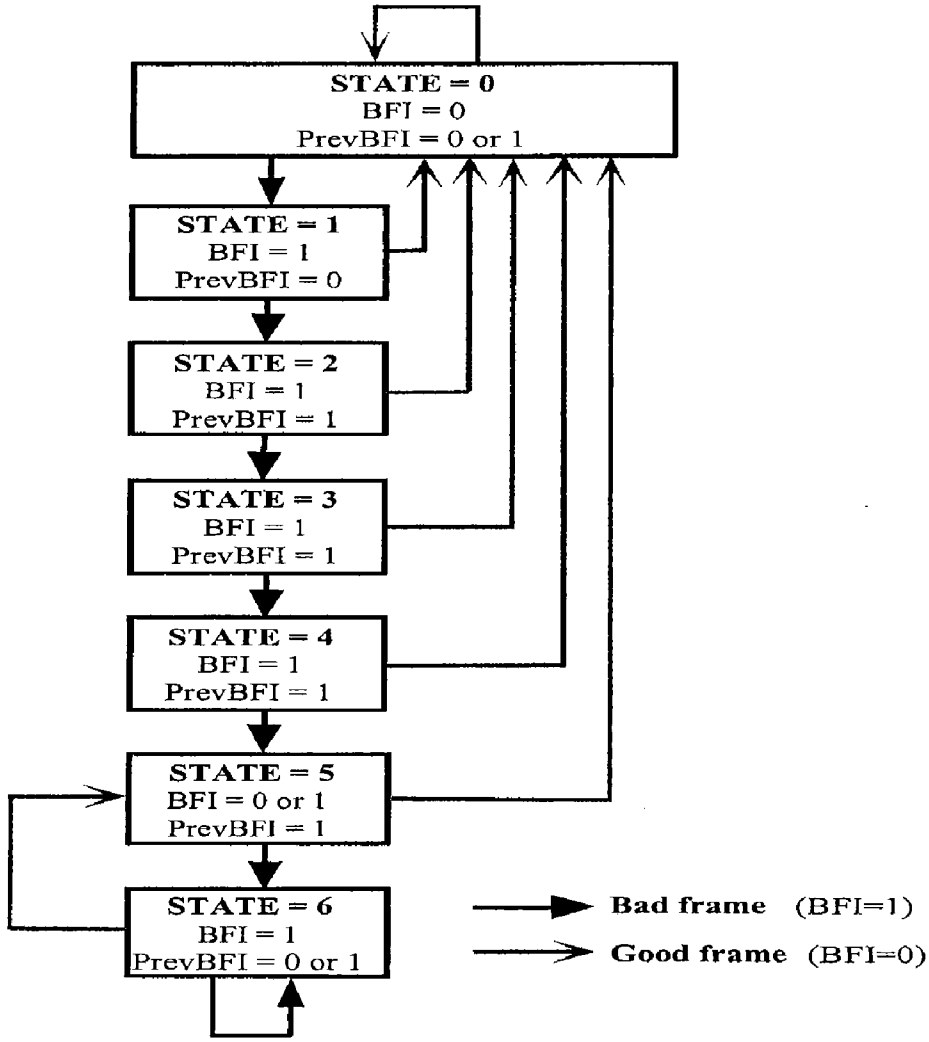 STATE = 0
BFI = 0
PrevBFI = 0 or 1
STATE = 1
BFI = 1
PrevBFI = 0
STATE = 2
BFI = 1
PrevBFI = 1
STATE = 3
BFI = 1
PrevBFI = 1
STATE = 4
BFI = 1
PrevBFI = 1
STATE = 5
BFI = 0 or 1
PrevBFI = 1
STATE = 6
BFI = 1
PrevBFI = 0 or 1
Bad frame (BFI=1)
Good frame (BFI=0)